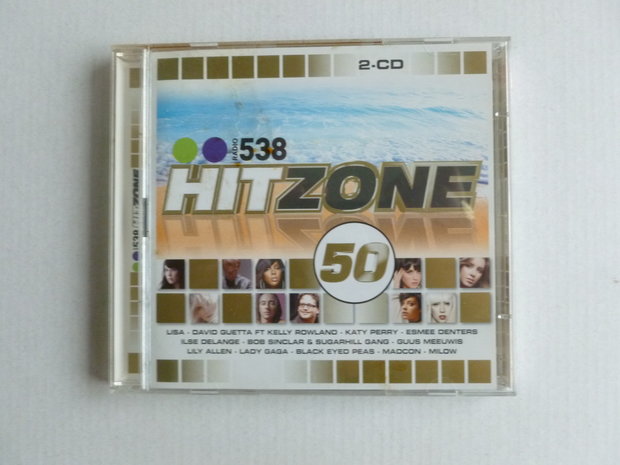 2-CD
RADIO 538
HITZONE
50
LISA - DAVID GUETTA FT KELLY ROWLAND - KATY PERRY - ESMEE DENTERS
ILSE DELANGE - BOB SINCLAR & SUGARHILL GANG - GUUS MEEUWIS
LILY ALLEN - LADY GAGA - BLACK EYED PEAS - MADCON - MILOW
538 HITZONE